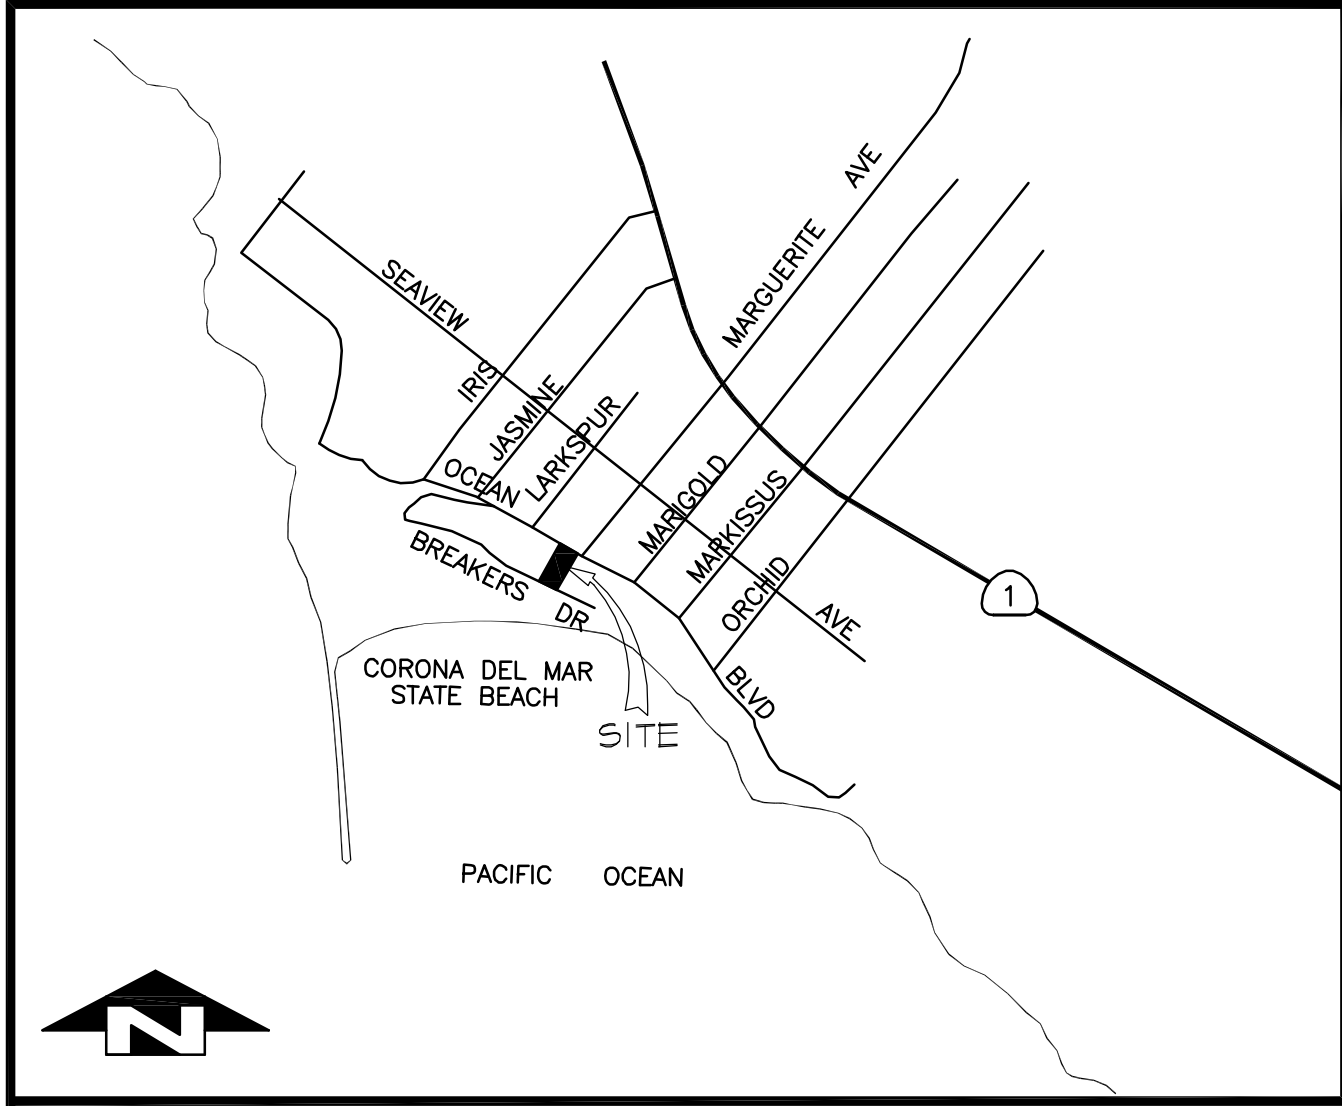 MARGUERITE AVE
SEAVIEW
IRIS
JASMINE
LARKSPUR
OCEAN
MARIGOLD
MARKISSUS
ORCHID
BREAKERS DR
1
AVE
BLVD
CORONA DEL MAR
STATE BEACH
SITE
PACIFIC OCEAN
N